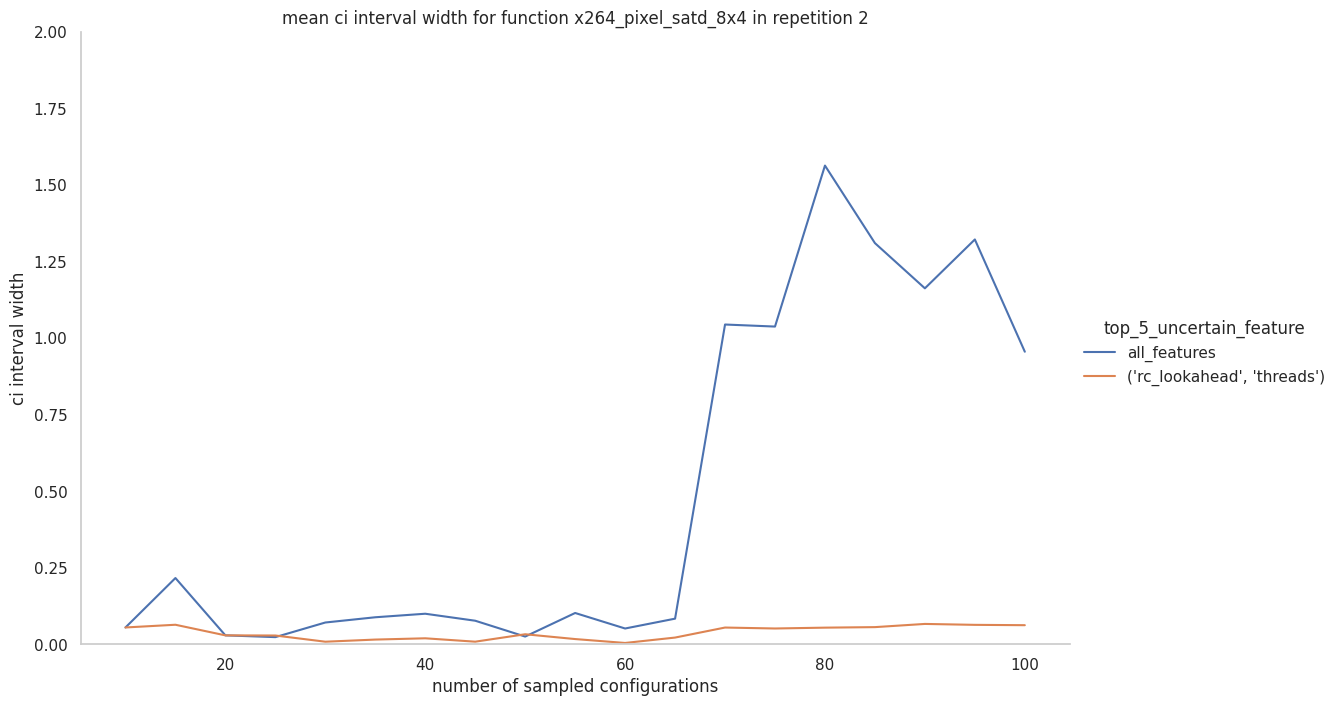 mean ci interval width for function x264_pixel_satd_8x4 in repetition 2
2.00
1.75
1.50
1.25
1.00
0.75
0.50
0.25
0.00
ci interval width
20
40
60
80
100
number of sampled configurations
top_5_uncertain_feature
all_features
('rc_lookahead', 'threads')